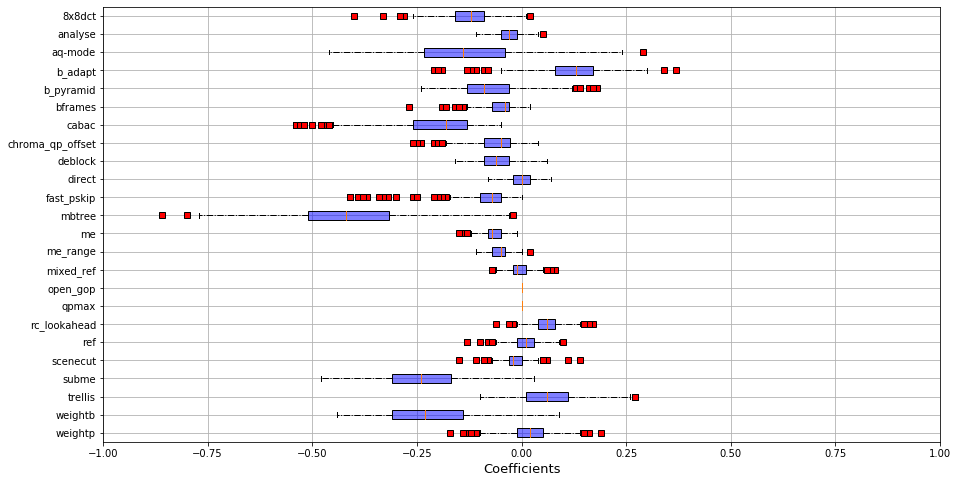 8x8dct
analyse
aq-mode
b_adapt
b_pyramid
bframes
cabac
chroma_qp_offset
deblock
direct
fast_pskip
mbtree
me
me_range
mixed_ref
open_gop
qpmax
rc_lookahead
ref
scenecut
subme
trellis
weightb
weightp
−1.00 −0.75 −0.50 −0.25 0.00 0.25 0.50 0.75 1.00
Coefficients